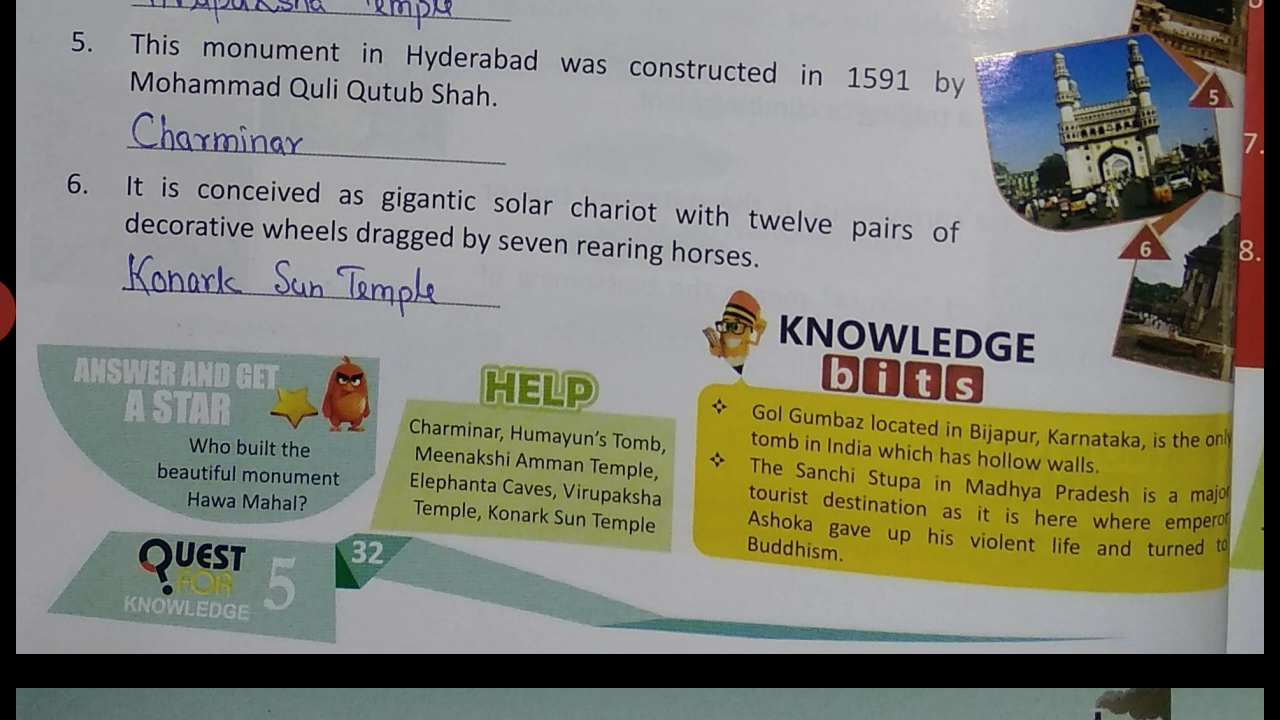 Virupaksha Temple
5. This monument in Hyderabad was constructed in 1591 by
Mohammad Quli Qutub Shah.
Charminar
6. It is conceived as gigantic solar chariot with twelve pairs of
decorative wheels dragged by seven rearing horses.
Konark Sun Temple
5
6
7.
8.
ANSWER AND GET
A STAR
Who built the
beautiful monument
Hawa Mahal?
HELP
Charminar, Humayun's Tomb,
Meenakshi Amman Temple,
Elephanta Caves, Virupaksha
Temple, Konark Sun Temple
KNOWLEDGE
bits
Gol Gumbaz located in Bijapur, Karnataka, is the only
tomb in India which has hollow walls.
The Sanchi Stupa in Madhya Pradesh is a major
tourist destination as it is here where emperor
Ashoka gave up his violent life and turned to
Buddhism.
QUEST
FOR
KNOWLEDGE
5
32